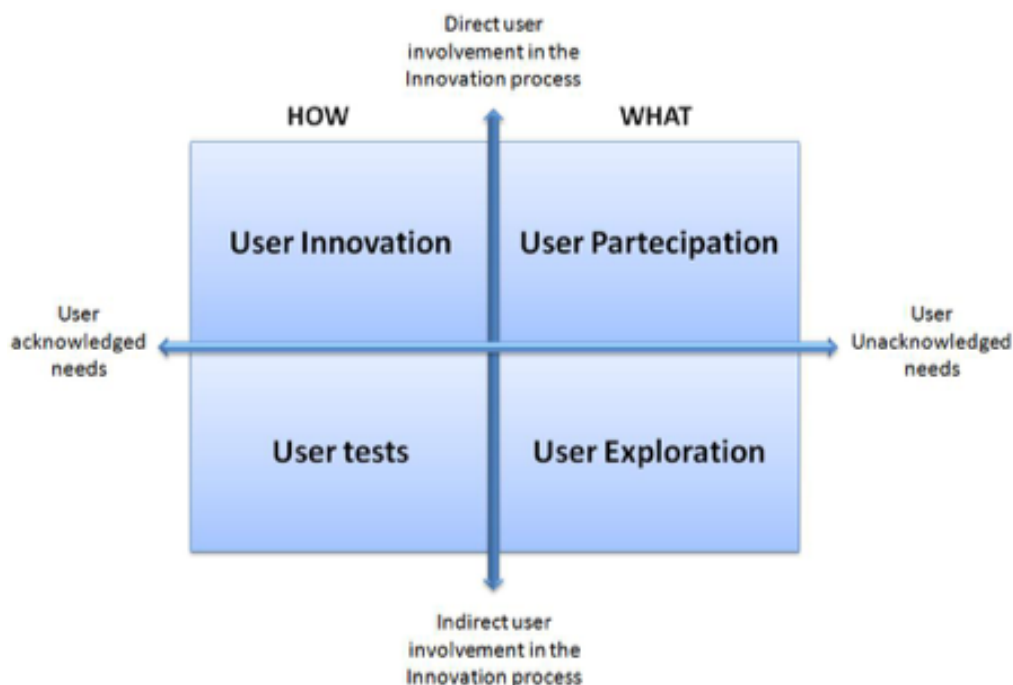 Direct user
involvement in the
Innovation process
HOW
WHAT
User Innovation
User Partecipation
User
acknowledged
needs
User
Unacknowledged
needs
User tests
User Exploration
Indirect user
involvement in the
Innovation process